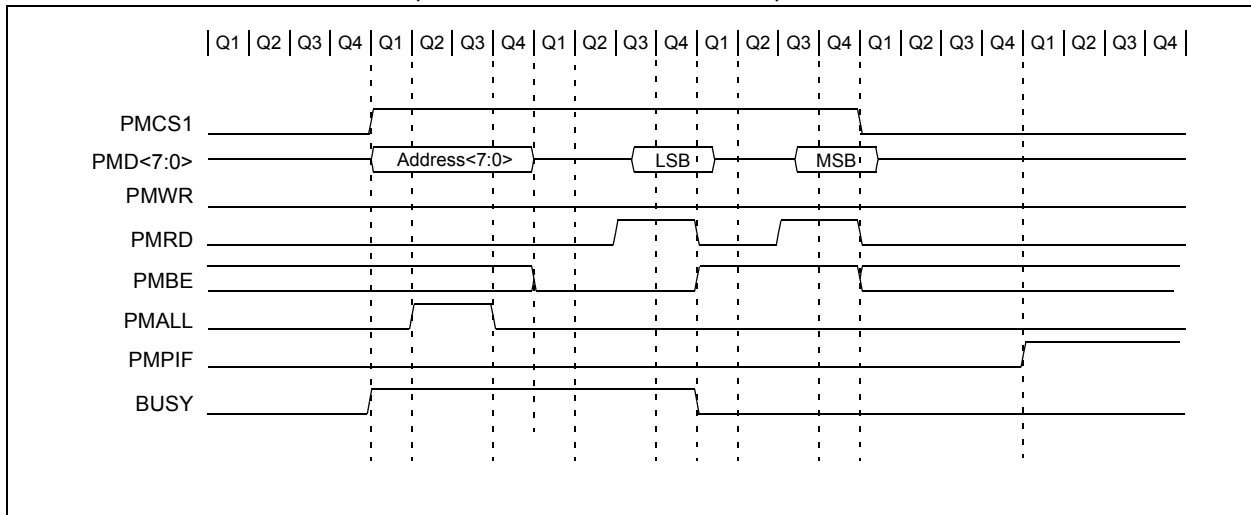 Q1 Q2 Q3 Q4 Q1 Q2 Q3 Q4 Q1 Q2 Q3 Q4 Q1 Q2 Q3 Q4 Q1 Q2 Q3 Q4 Q1 Q2 Q3 Q4
PMCS1
PMD<7:0> Address<7:0> LSB MSB
PMWR
PMRD
PMBE
PMALL
PMPIF
BUSY